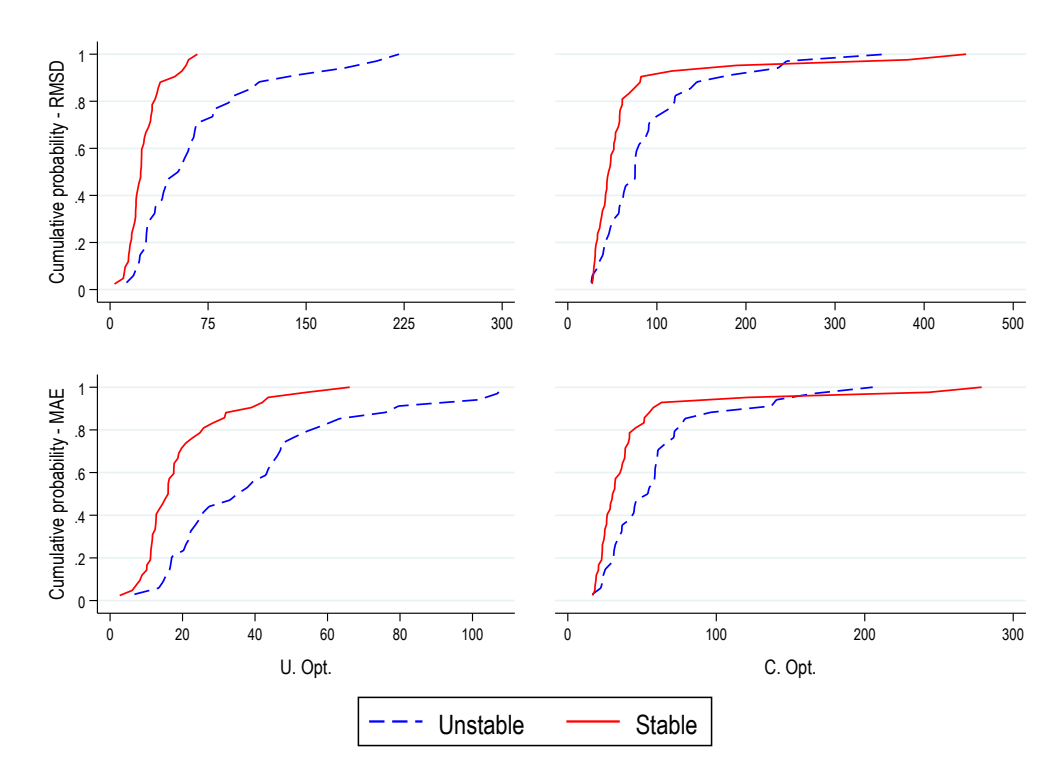 Cumulative probability - RMSD
1
.8
.6
.4
.2
0
0 75 150 225 300
0 100 200 300 400 500
Cumulative probability - MAE
1
.8
.6
.4
.2
0
0 20 40 60 80 100
0 100 200 300
U. Opt. C. Opt.
Unstable Stable